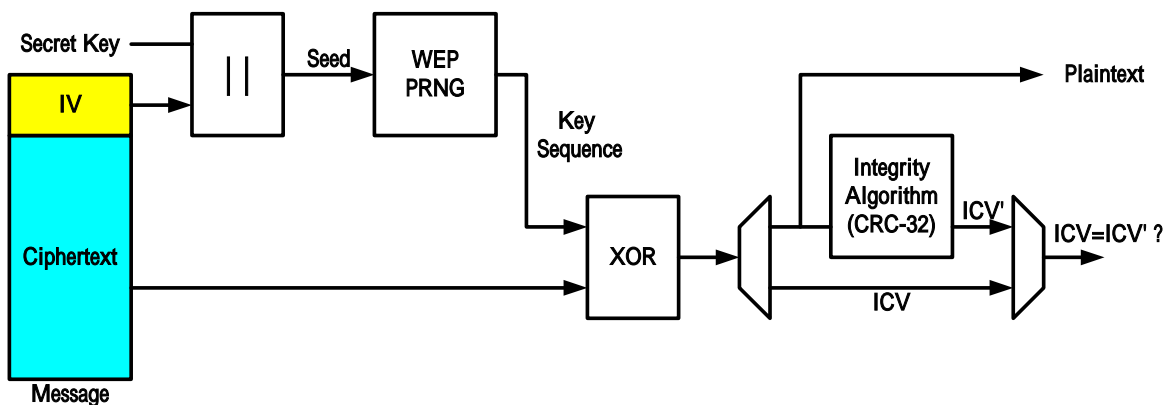 Secret Key
IV
Ciphertext
Message
||
Seed
WEP
PRNG
Key
Sequence
XOR
Plaintext
Integrity
Algorithm
(CRC-32)
ICV'
ICV
ICV=ICV' ?